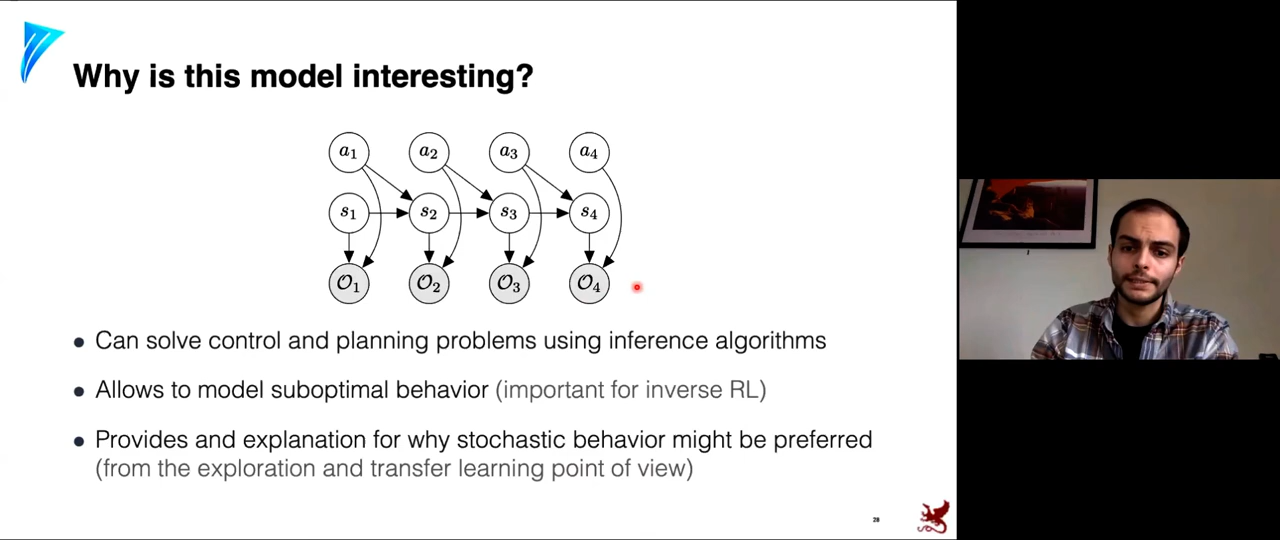 Why is this model interesting?
a1 a2 a3 a4
s1 s2 s3 s4
𝒪1 𝒪2 𝒪3 𝒪4
• Can solve control and planning problems using inference algorithms
• Allows to model suboptimal behavior (important for inverse RL)
• Provides and explanation for why stochastic behavior might be preferred
(from the exploration and transfer learning point of view)
28